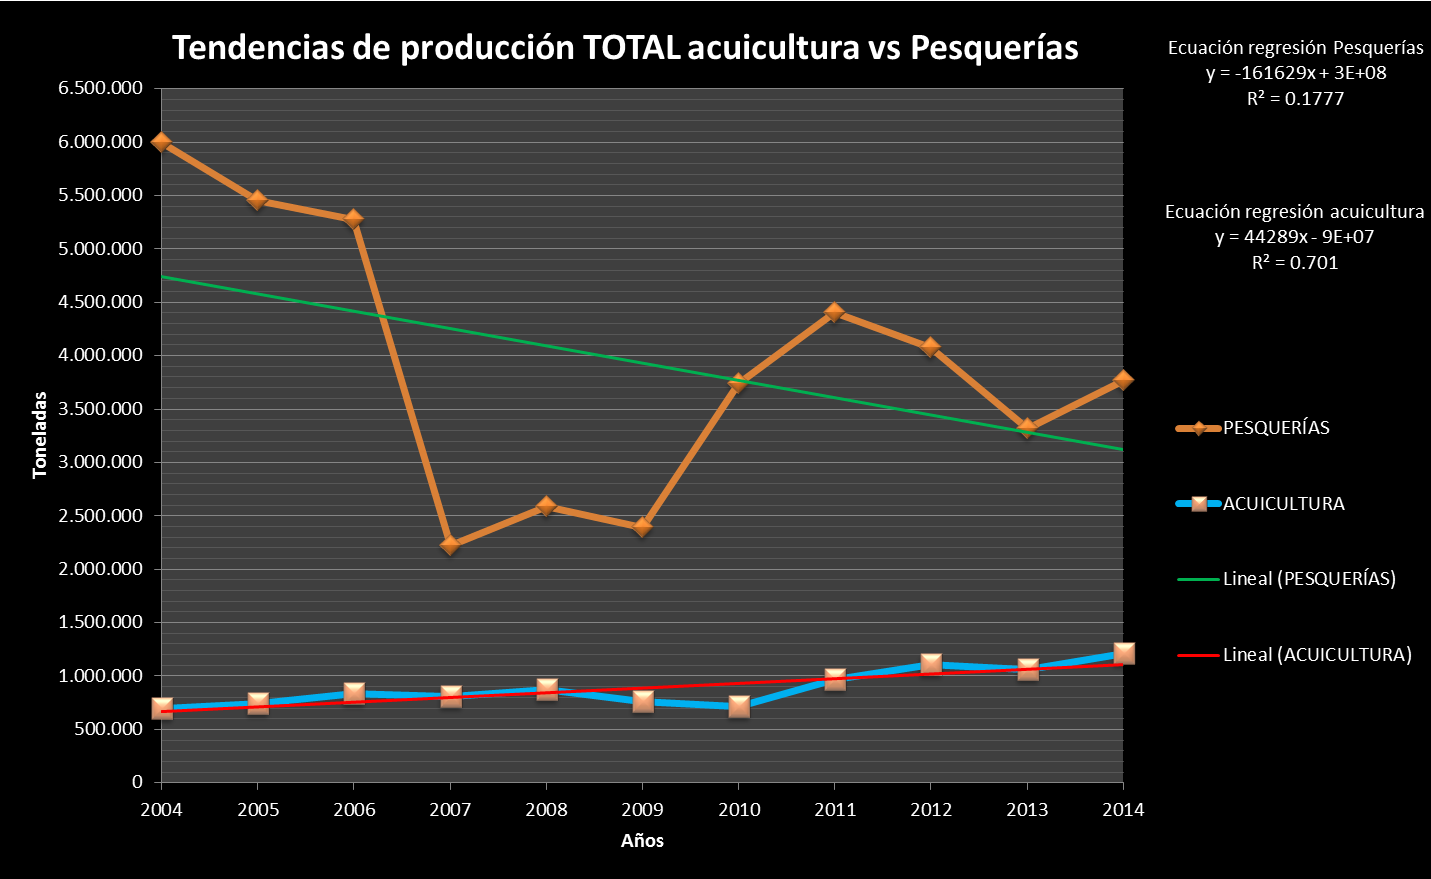 Tendencias de producción TOTAL acuicultura vs Pesquerías
Ecuación regresión Pesquerías
y = -161629x + 3E+08
R² = 0.1777
Ecuación regresión acuicultura
y = 44289x - 9E+07
R² = 0.701
6.500.000
6.000.000
5.500.000
5.000.000
4.500.000
4.000.000
3.500.000
3.000.000
2.500.000
2.000.000
1.500.000
1.000.000
500.000
0
Toneladas
2004 2005 2006 2007 2008 2009 2010 2011 2012 2013 2014
Años
PESQUERÍAS
ACUICULTURA
Lineal (PESQUERÍAS)
Lineal (ACUICULTURA)